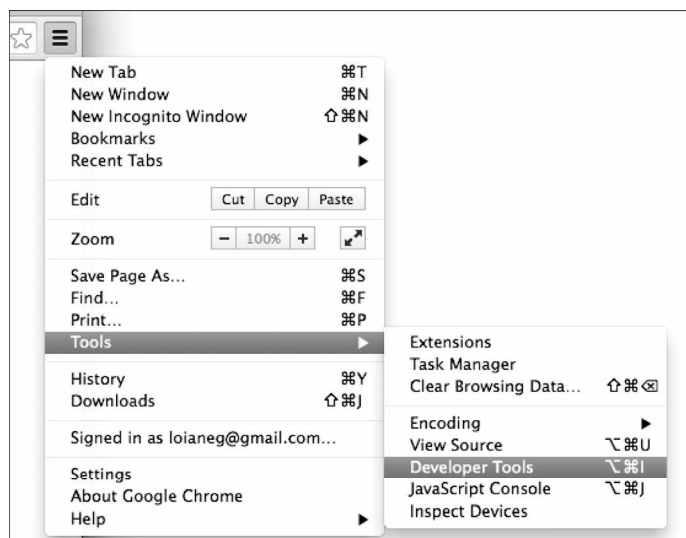 New Tab ⌘T
New Window ⌘N
New Incognito Window ⇧⌘N
Bookmarks ▶
Recent Tabs ▶
Edit Cut Copy Paste
Zoom − 100% +
Save Page As... ⌘S
Find... ⌘F
Print... ⌘P
Tools ▶
History ⌘Y
Downloads ⇧⌘J
Signed in as loianeg@gmail.com...
Settings
About Google Chrome
Help ▶
Extensions
Task Manager
Clear Browsing Data... ⇧⌘⌫
Encoding ▶
View Source ⌥⌘U
Developer Tools ⌥⌘I
JavaScript Console ⌥⌘J
Inspect Devices